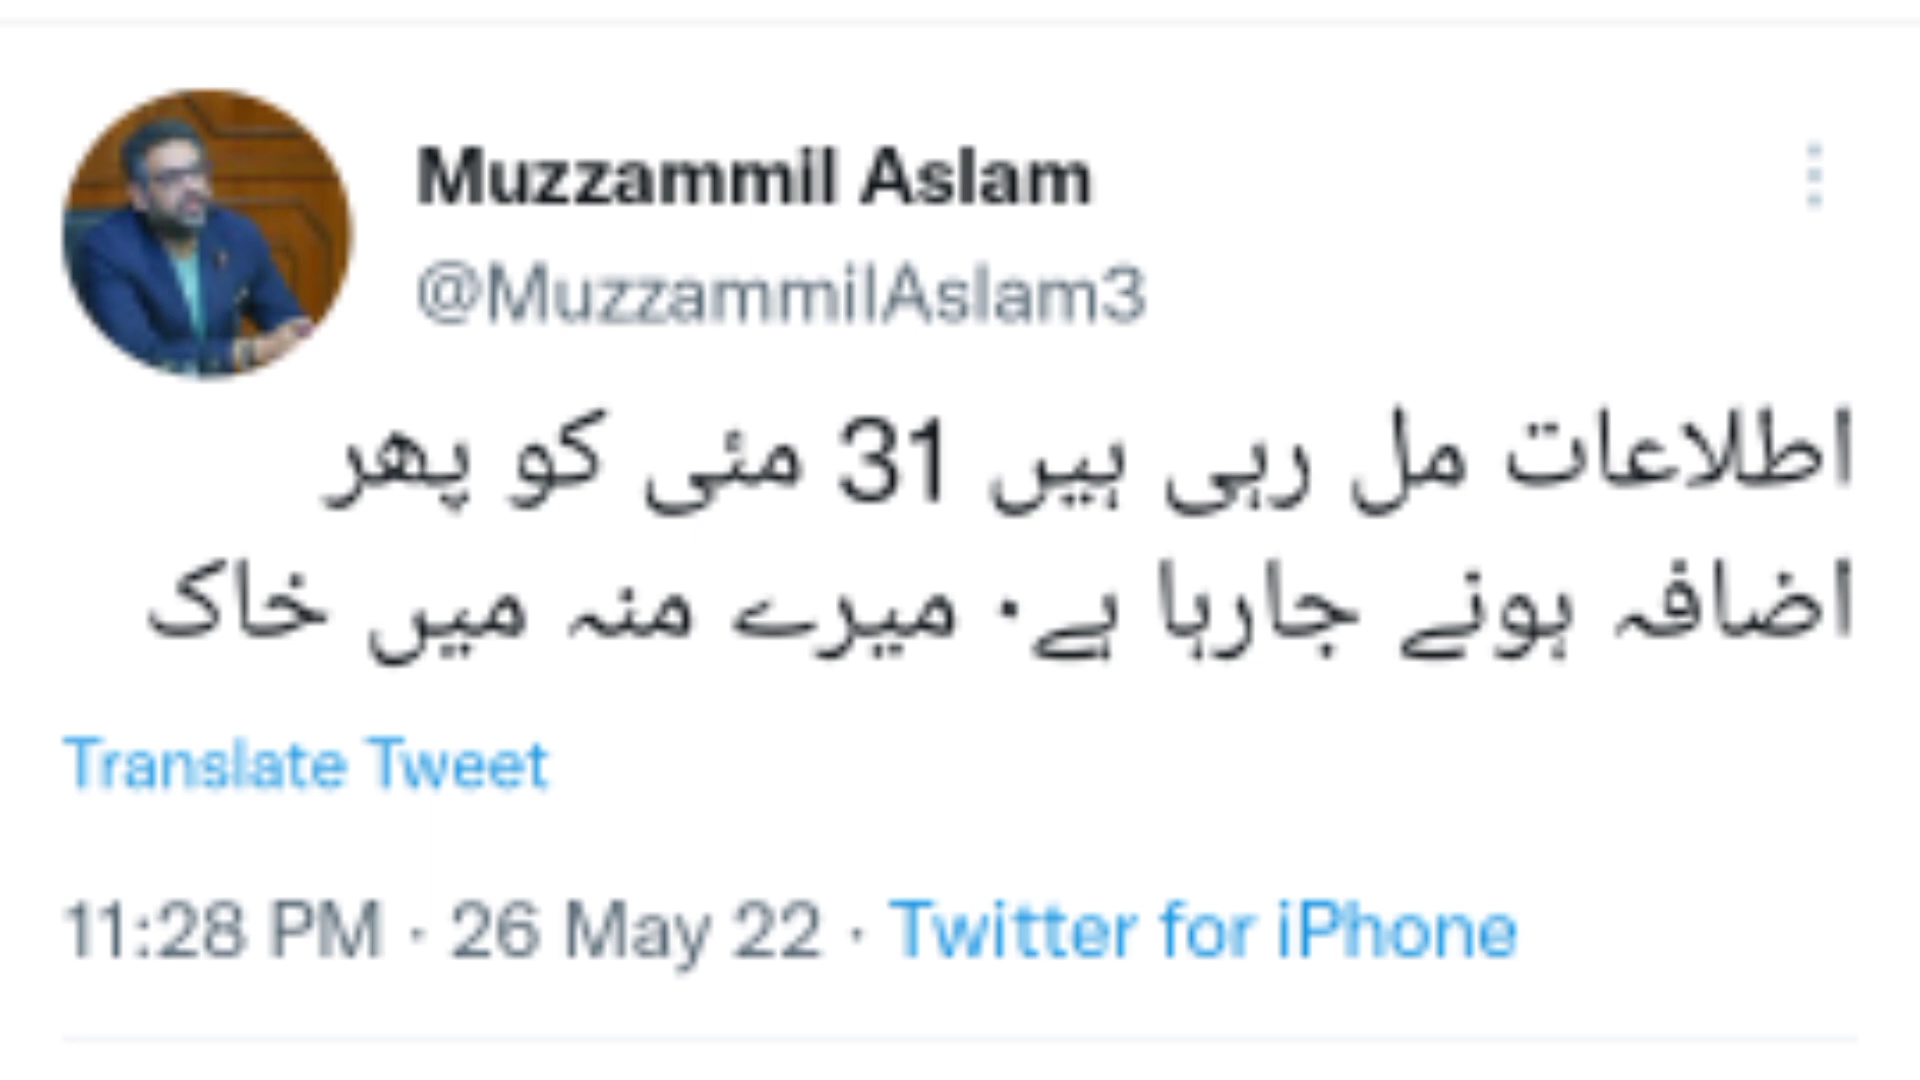 Muzzammil Aslam
@MuzzammilAslam3
اطلاعات مل رہی ہیں 31 مئی کو پھر
اضافہ ہونے جارہا ہے۰ میرے منہ میں خاک
Translate Tweet
11:28 PM · 26 May 22 · Twitter for iPhone